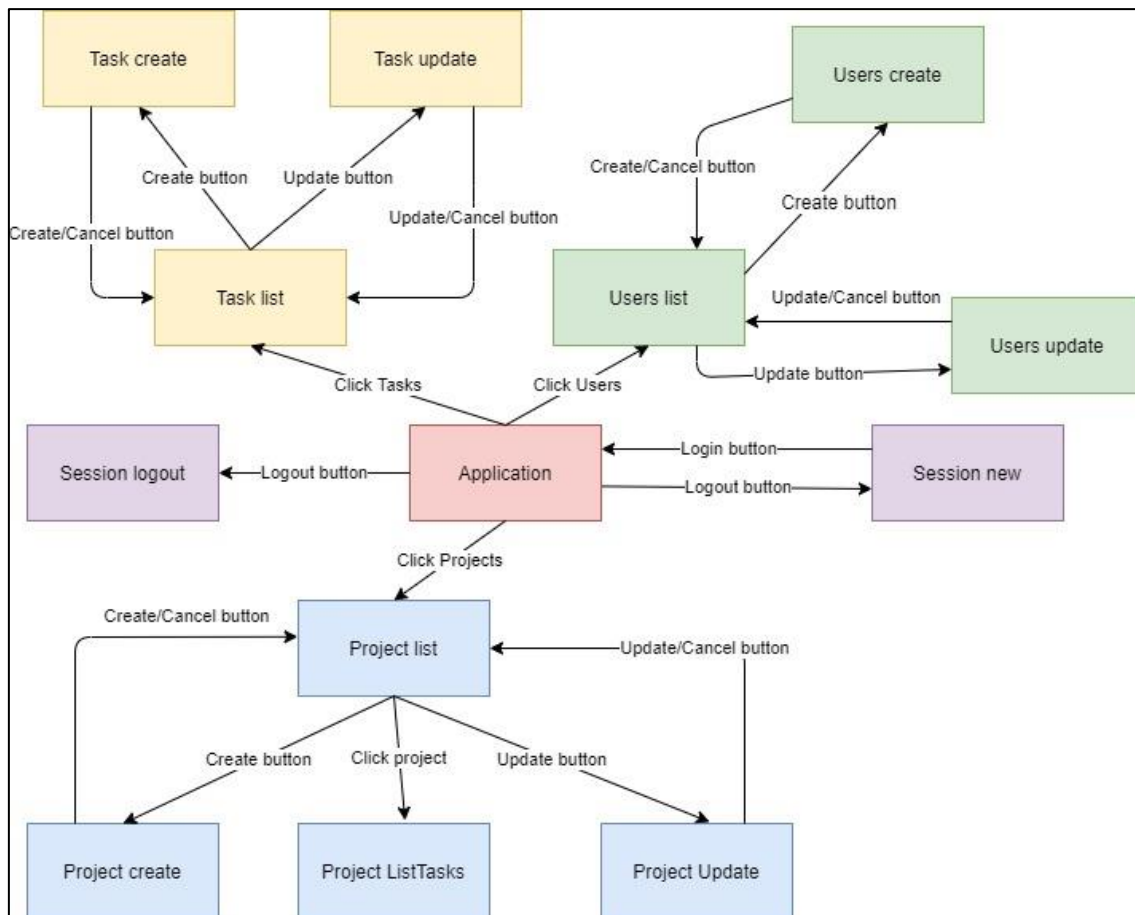 Task create
Task update
Users create
Create/Cancel button
Create button
Update button
Create button
Create/Cancel button
Update/Cancel button
Task list
Users list
Update/Cancel button
Users update
Click Tasks
Click Users
Update button
Session logout
Logout button
Application
Login button
Logout button
Session new
Click Projects
Create/Cancel button
Project list
Update/Cancel button
Create button
Click project
Update button
Project create
Project ListTasks
Project Update